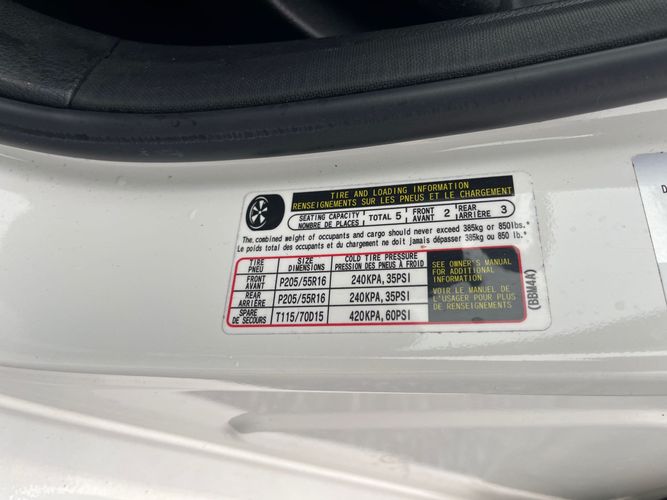 TIRE AND LOADING INFORMATION
RENSEIGNEMENTS SUR LES PNEUS ET LE CHARGEMENT
SEATING CAPACITY TOTAL 5 FRONT 2 REAR 3
NOMBRE DE PLACES AVANT ARRIÈRE
The combined weight of occupants and cargo should never exceed 385kg or 850lbs.*
Le poids total des occupants et du chargement ne doit jamais dépasser 385kg ou 850 lb.*
TIRE SIZE COLD TIRE PRESSURE
PNEU DIMENSIONS PRESSION DES PNEUS À FROID
FRONT
AVANT P205/55R16 240KPA,35PSI
REAR
ARRIÈRE P205/55R16 240KPA,35PSI
SPARE
DE SECOURS T115/70D15 420KPA,60PSI
SEE OWNER'S MANUAL
FOR ADDITIONAL
INFORMATION
VOIR LE MANUEL DE
L'USAGER POUR PLUS
DE RENSEIGNEMENTS
(BBM4A)
D